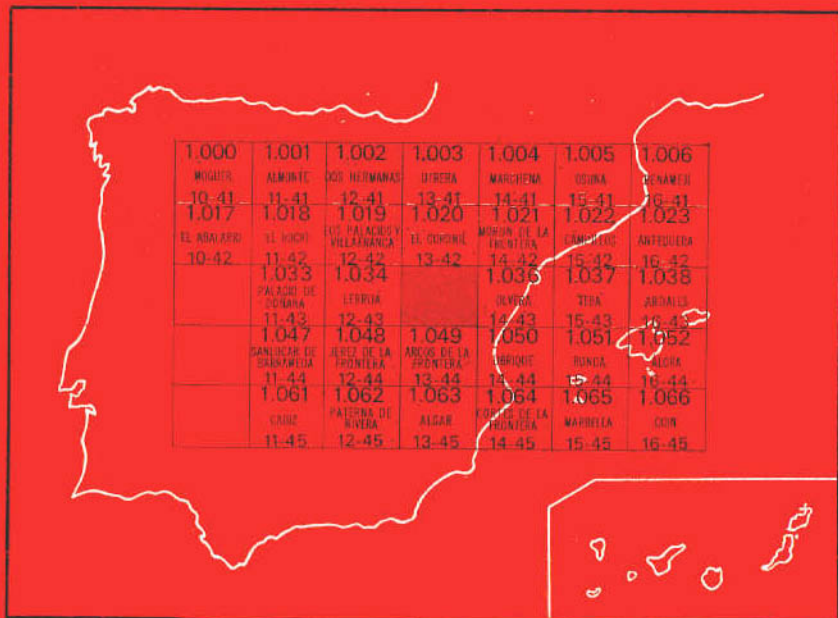 1.000 1.001 1.002 1.003 1.004 1.005 1.006
MOGUER ALMONTE DOS HERMANAS UTRERA MARCHENA OSUNA BENAMEJI
10-41 11-41 12-41 13-41 14-41 15-41 16-41
1.017 1.018 1.019 1.020 1.021 1.022 1.023
EL ABALARIO EL ROCIO LOS PALACIOS Y VILLAFRANCA EL CORONIL MORON DE LA FRONTERA CAMPILLOS ANTEQUERA
10-42 11-42 12-42 13-42 14-42 15-42 16-42
1.033 1.034 1.036 1.037 1.038
PALACIO DE DOÑANA LEBRIJA OLVERA TEBA ARDALES
11-43 12-43 14-43 15-43 16-43
1.047 1.048 1.049 1.050 1.051 1.052
SANLUCAR DE BARRAMEDA JEREZ DE LA FRONTERA ARCOS DE LA FRONTERA UBRIQUE RONDA ALORA
11-44 12-44 13-44 14-44 15-44 16-44
1.061 1.062 1.063 1.064 1.065 1.066
CADIZ PATERNA DE RIVERA ALGAR CORTES DE LA FRONTERA MARBELLA COIN
11-45 12-45 13-45 14-45 15-45 16-45